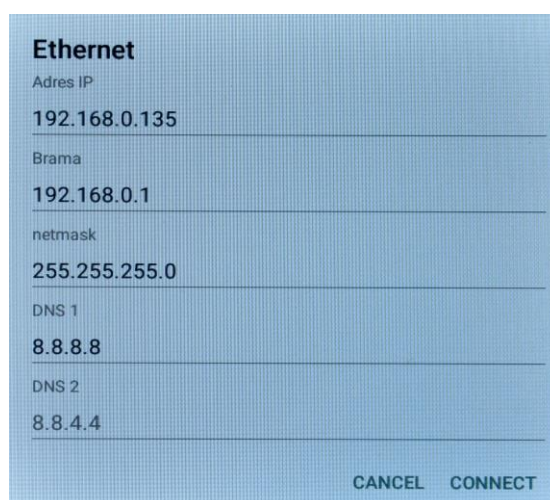 Ethernet
Adres IP
192.168.0.135
Brama
192.168.0.1
netmask
255.255.255.0
DNS 1
8.8.8.8
DNS 2
8.8.4.4
CANCEL CONNECT